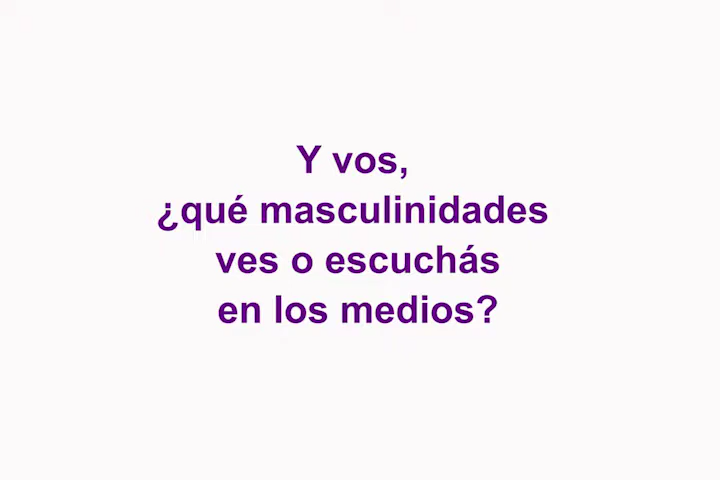 Y vos,
¿qué masculinidades
ves o escuchás
en los medios?